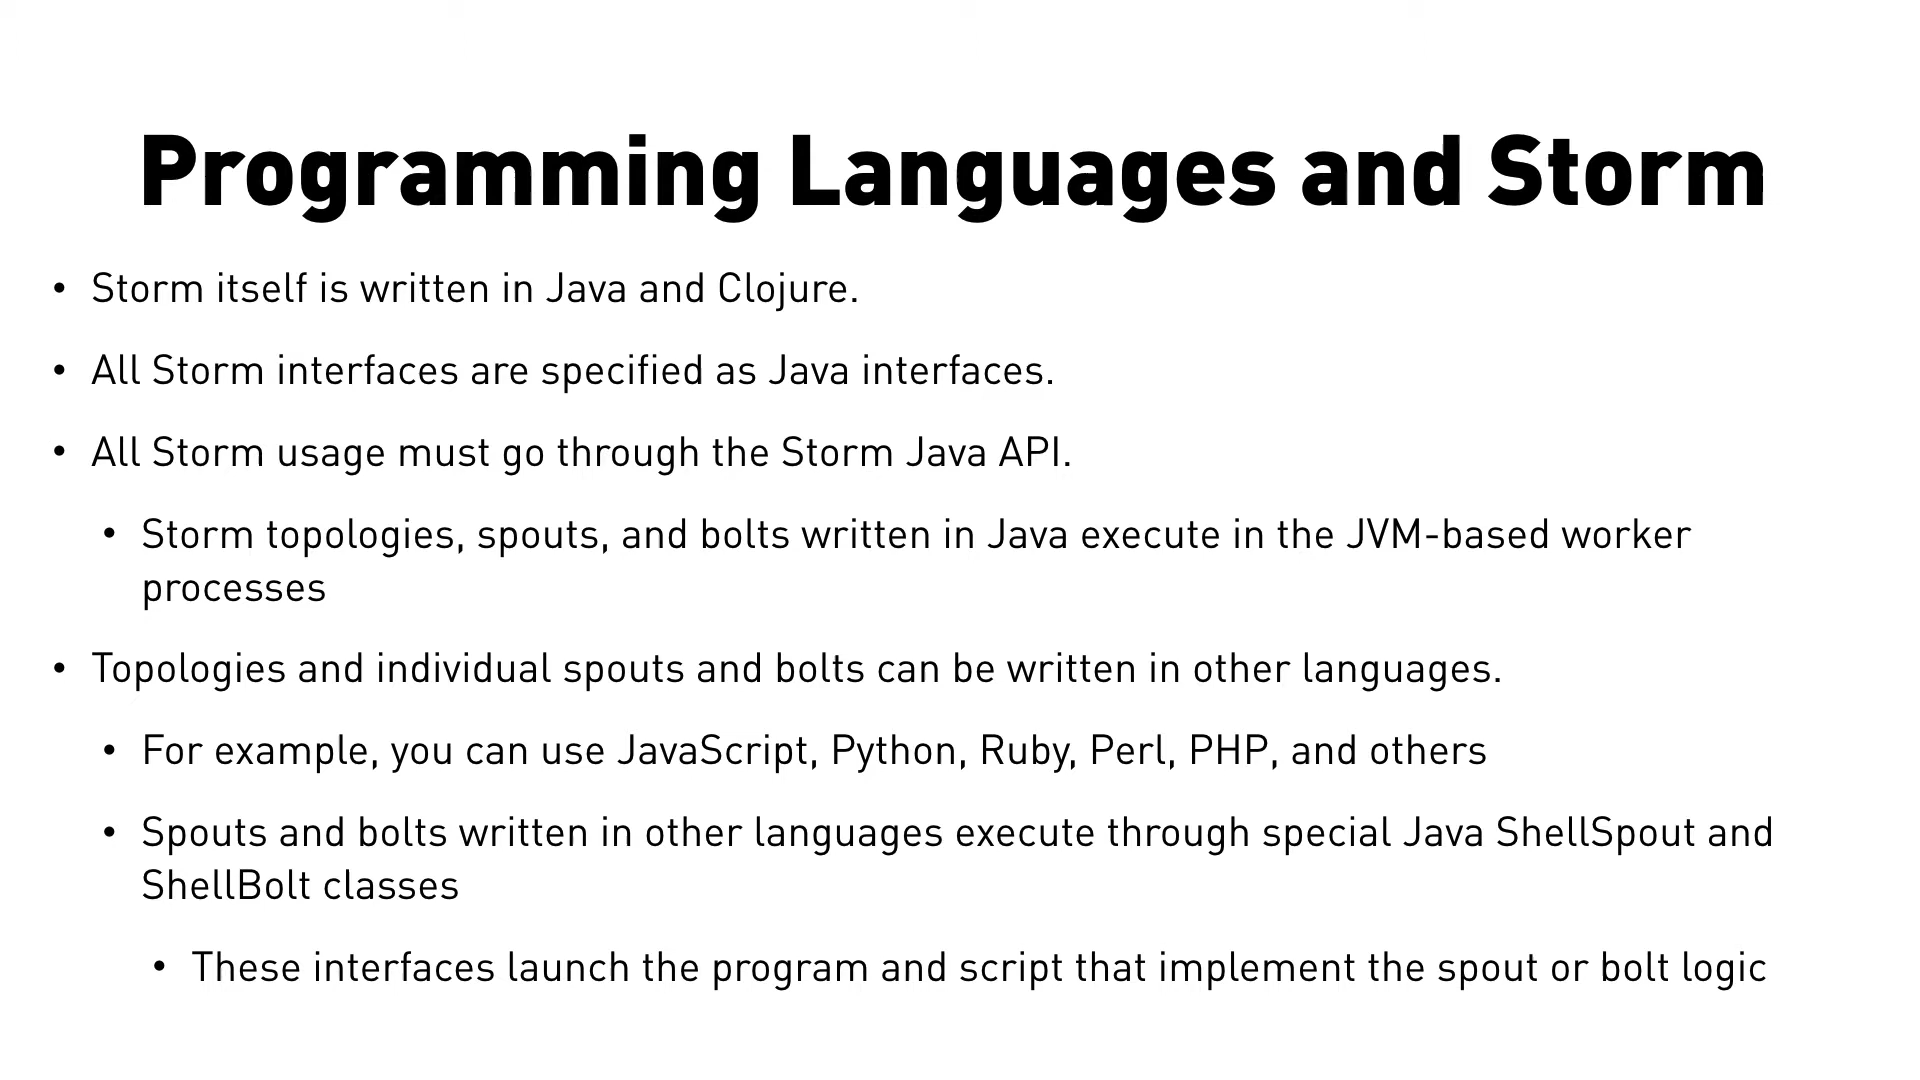 Programming Languages and Storm
• Storm itself is written in Java and Clojure.
• All Storm interfaces are specified as Java interfaces.
• All Storm usage must go through the Storm Java API.
• Storm topologies, spouts, and bolts written in Java execute in the JVM-based worker
processes
• Topologies and individual spouts and bolts can be written in other languages.
• For example, you can use JavaScript, Python, Ruby, Perl, PHP, and others
• Spouts and bolts written in other languages execute through special Java ShellSpout and
ShellBolt classes
• These interfaces launch the program and script that implement the spout or bolt logic